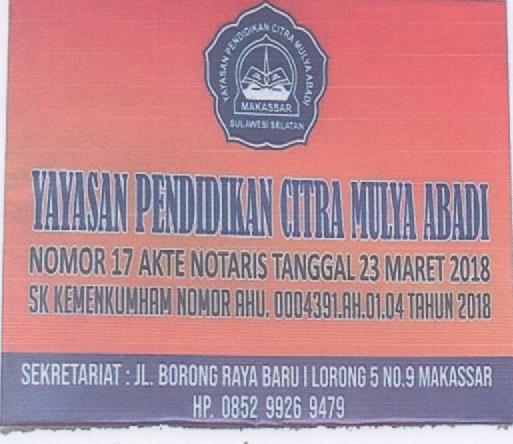 YAYASAN PENDIDIKAN CITRA MULYA ABADI
MAKASSAR
SULAWESI SELATAN
YAYASAN PENDIDIKAN CITRA MULYA ABADI
NOMOR 17 AKTE NOTARIS TANGGAL 23 MARET 2018
SK KEMENKUMHAM NOMOR AHU. 0004391.AH.01.04 TAHUN 2018
SEKRETARIAT : JL. BORONG RAYA BARU I LORONG 5 NO.9 MAKASSAR
HP. 0852 9926 9479